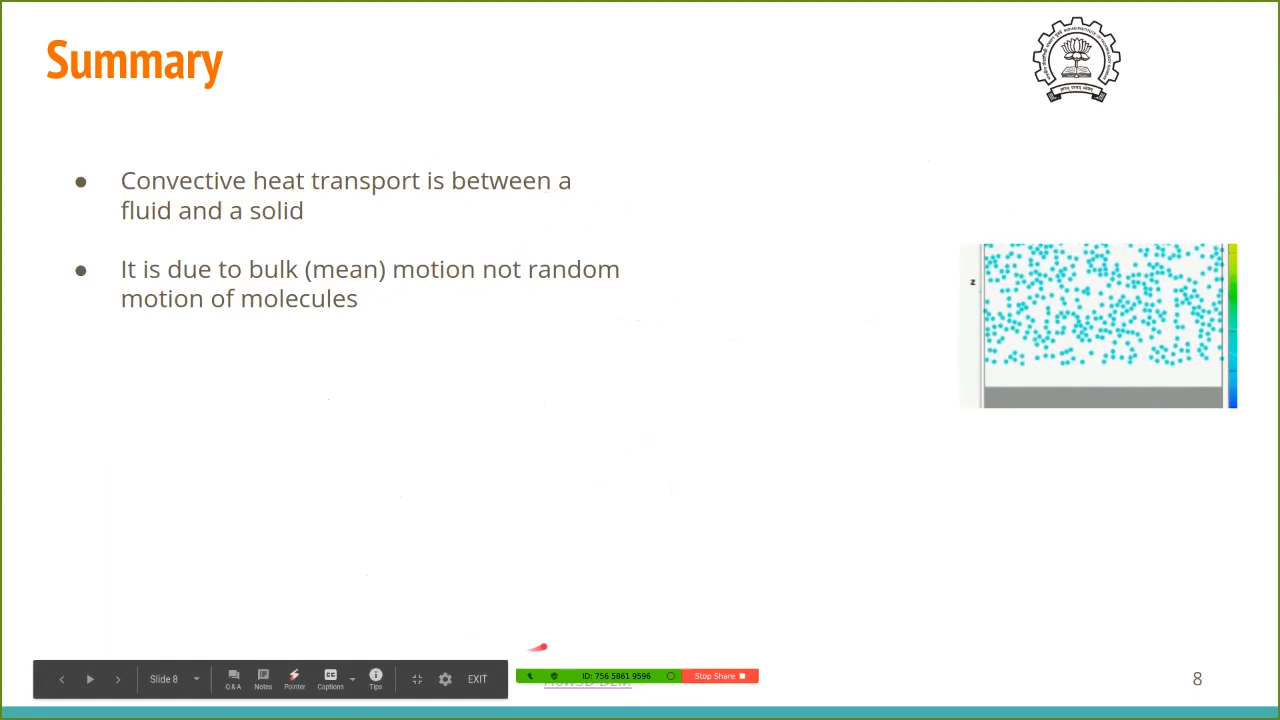 Summary
● Convective heat transport is between a
fluid and a solid
● It is due to bulk (mean) motion not random
motion of molecules
z
Slide 8
Q & A
Notes
Pointer
CC
Captions
Tips
EXIT
ID: 756 5861 9596
Stop Share
8